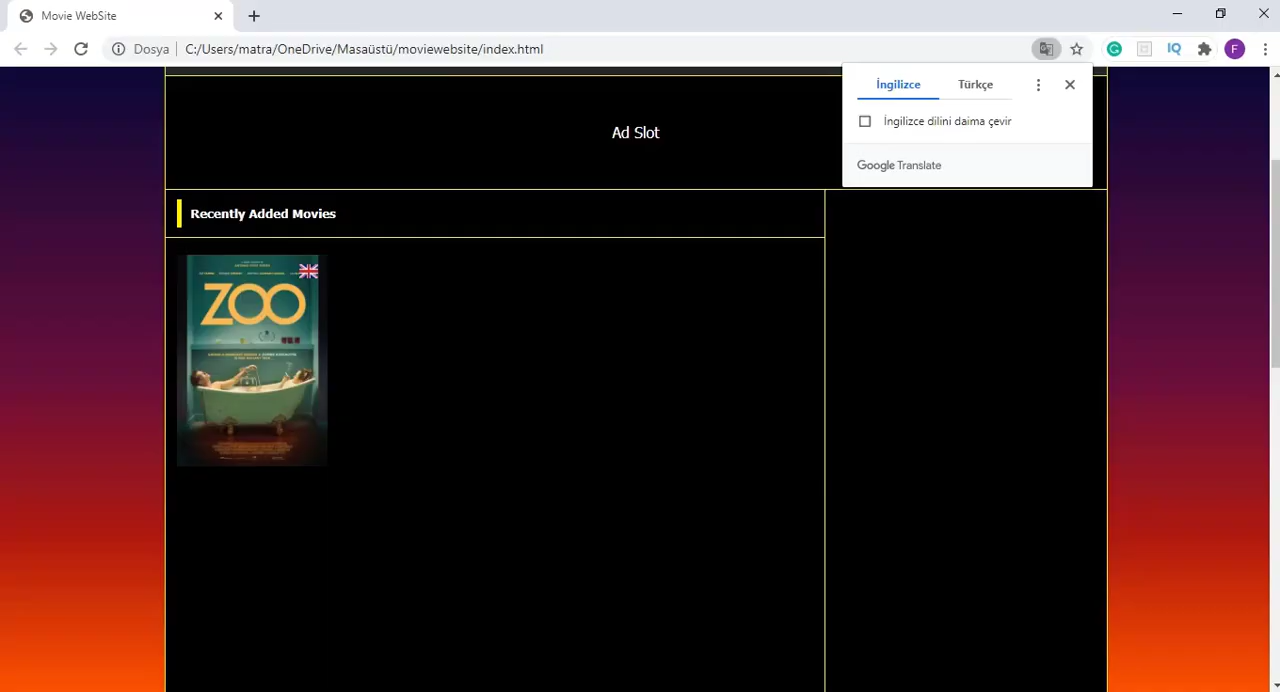 Movie WebSite
Dosya
C:/Users/matra/OneDrive/Masaüstü/moviewebsite/index.html
IQ
F
İngilizce
Türkçe
İngilizce dilini daima çevir
Google Translate
Ad Slot
Recently Added Movies
ZOO